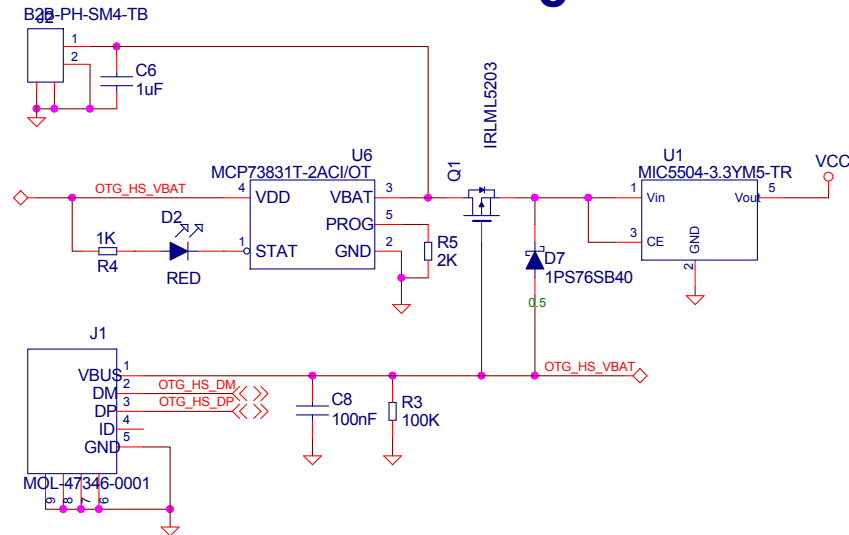 g
B2B-PH-SM4-TB
J2
1
2
C6
1uF
IRLML5203
Q1
U6
MCP73831T-2ACI/OT
4 VDD VBAT 3
PROG 5
1 STAT GND 2
OTG_HS_VBAT
D2
1K
R4
RED
R5
2K
U1
MIC5504-3.3YM5-TR
VCC
1 Vin Vout 5
3 CE
GND
2
D7
1PS76SB40
0.5
J1
VBUS 1
DM 2
DP 3
ID 4
GND 5
OTG_HS_DM
OTG_HS_DP
OTG_HS_VBAT
C8
100nF
R3
100K
MOL-47346-0001
9 8 7 6